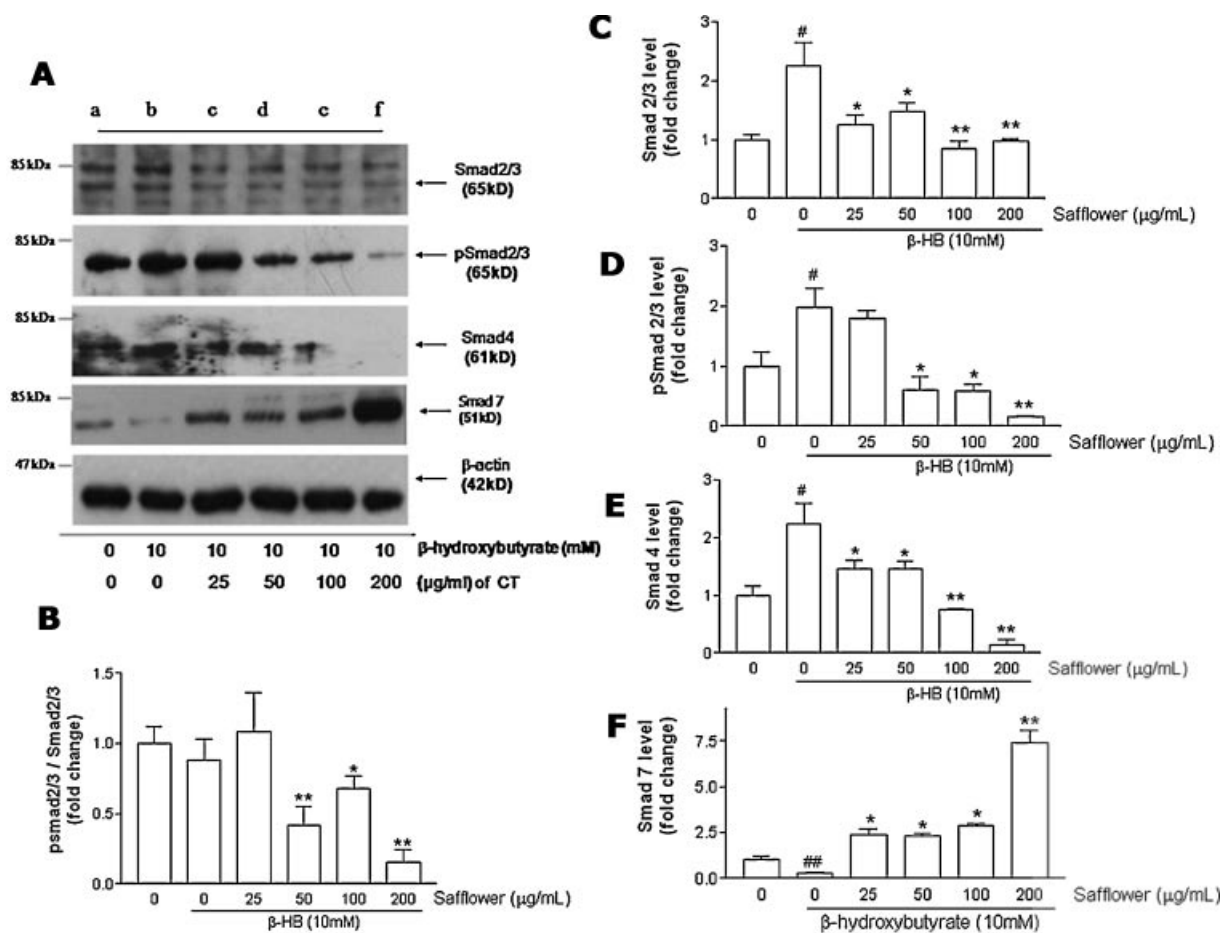 A
a b c d c f
85kDa
Smad2/3
(65kD)
85kDa
pSmad2/3
(65kD)
85kDa
Smad4
(61kD)
85kDa
Smad 7
(51kD)
47kDa
β-actin
(42kD)
0 10 10 10 10 10 β-hydroxybutyrate (mM)
0 0 25 50 100 200 (μg/ml) of CT
B
psmad2/3 / Smad2/3
(fold change)
1.5
1.0
0.5
0.0
** * **
0 0 25 50 100 200 Safflower (μg/mL)
β-HB (10mM)
C
Smad 2/3 level
(fold change)
3
2
1
0
# * * ** **
0 0 25 50 100 200 Safflower (μg/mL)
β-HB (10mM)
D
pSmad 2/3 level
(fold change)
3
2
1
0
# * * **
0 0 25 50 100 200 Safflower (μg/mL)
β-HB (10mM)
E
Smad 4 level
(fold change)
3
2
1
0
# * * ** **
0 0 25 50 100 200 Safflower (μg/mL)
β-HB (10mM)
F
Smad 7 level
(fold change)
7.5
5.0
2.5
0.0
## * * * **
0 0 25 50 100 200 Safflower (μg/mL)
β-hydroxybutyrate (10mM)